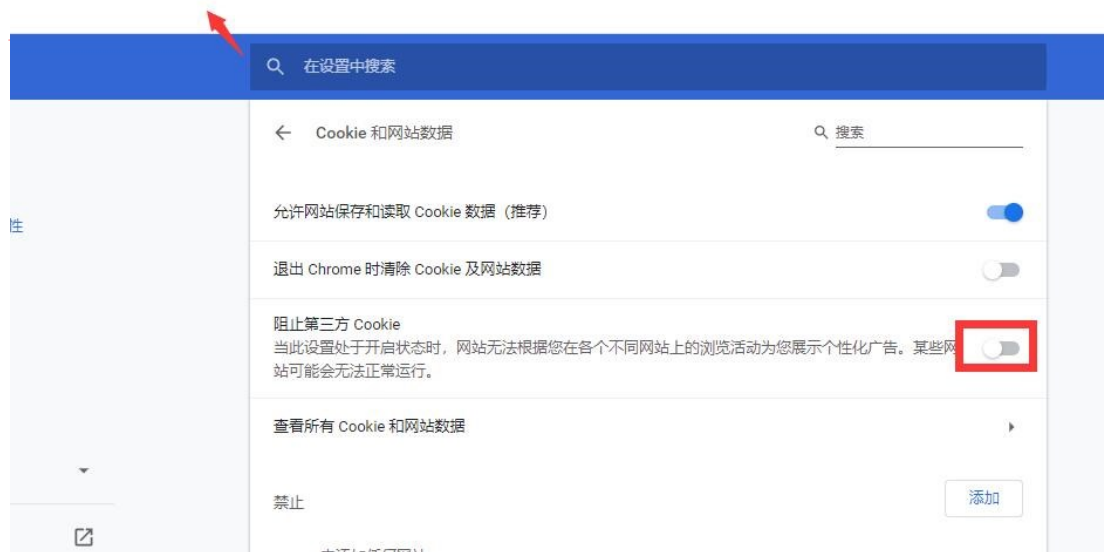 在设置中搜索
Cookie 和网站数据
搜索
允许网站保存和读取 Cookie 数据（推荐）
性
退出 Chrome 时清除 Cookie 及网站数据
阻止第三方 Cookie
当此设置处于开启状态时，网站无法根据您在各个不同网站上的浏览活动为您展示个性化广告。某些网
站可能会无法正常运行。
查看所有 Cookie 和网站数据
禁止
添加